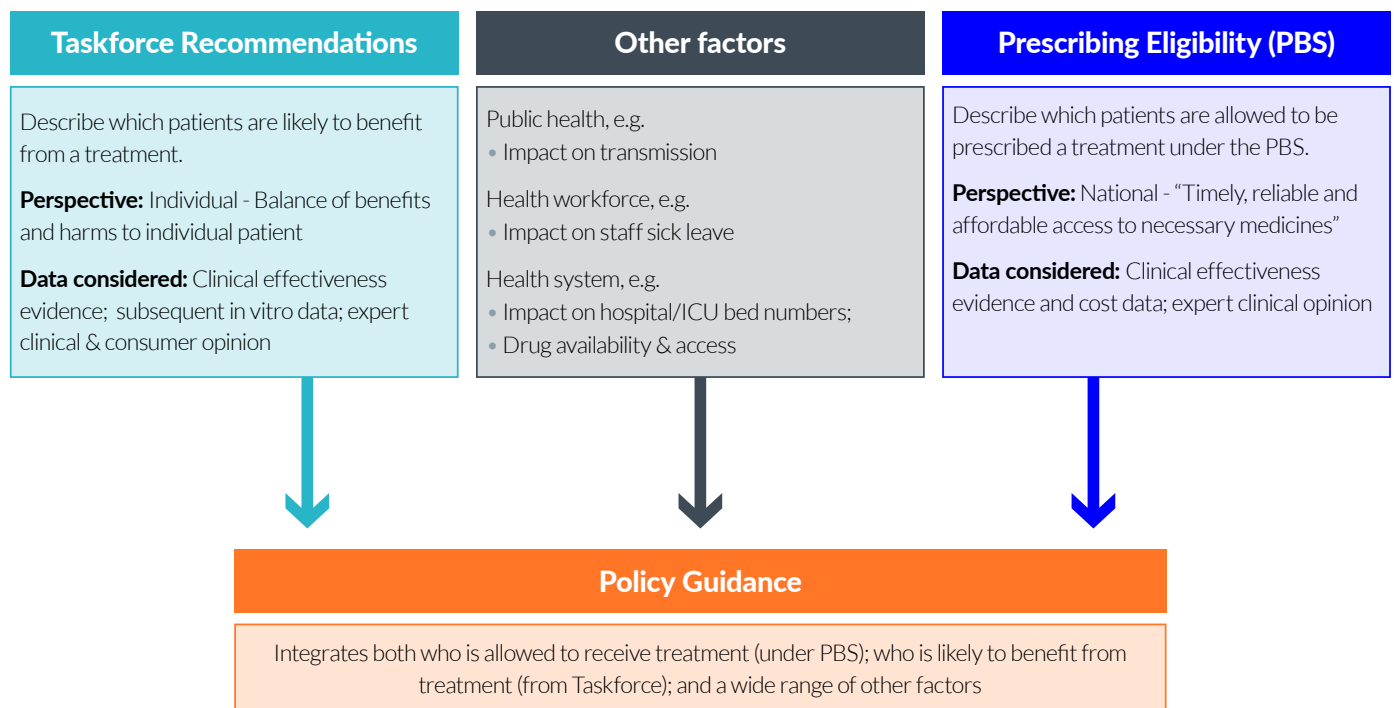 Taskforce Recommendations
Describe which patients are likely to benefit
from a treatment.
Perspective: Individual - Balance of benefits
and harms to individual patient
Data considered: Clinical effectiveness
evidence;  subsequent in vitro data; expert
clinical & consumer opinion
Other factors
Public health, e.g.
• Impact on transmission
Health workforce, e.g.
• Impact on staff sick leave
Health system, e.g.
• Impact on hospital/ICU bed numbers;
• Drug availability & access
Prescribing Eligibility (PBS)
Describe which patients are allowed to be
prescribed a treatment under the PBS.
Perspective: National - “Timely, reliable and
affordable access to necessary medicines”
Data considered: Clinical effectiveness
evidence and cost data; expert clinical opinion
Policy Guidance
Integrates both who is allowed to receive treatment (under PBS); who is likely to benefit from
treatment (from Taskforce); and a wide range of other factors